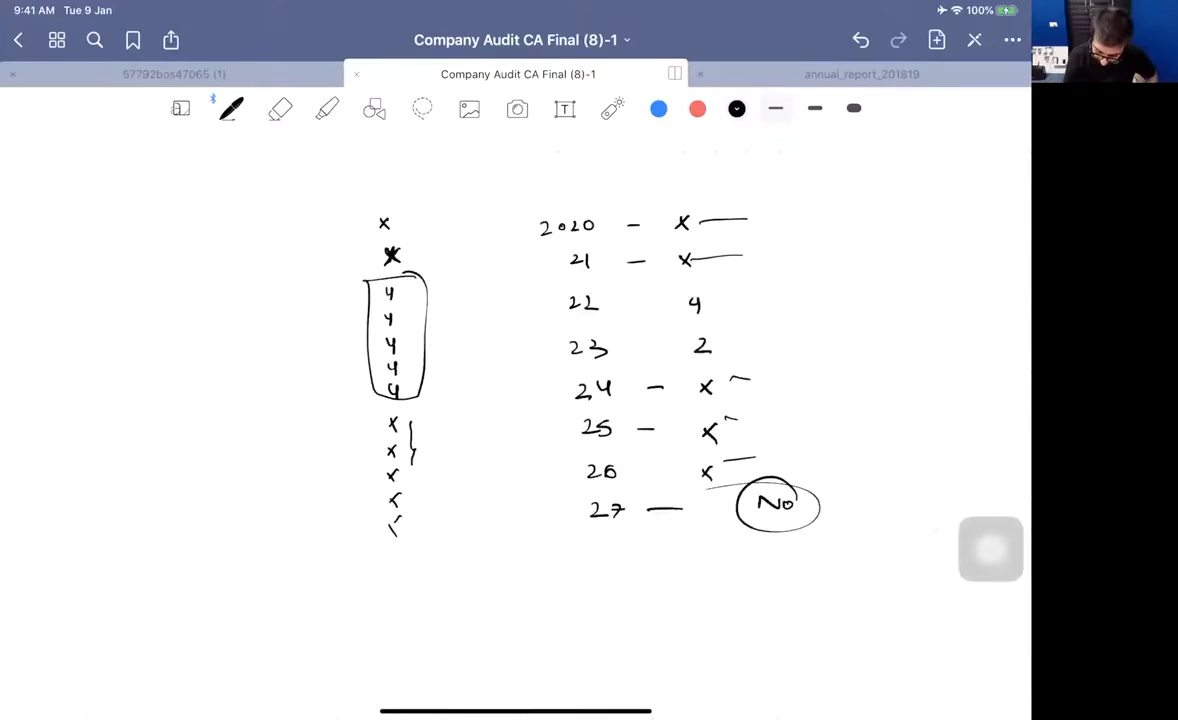 9:41 AM Tue 9 Jan 100%
Company Audit CA Final (8)-1
57792bos47065 (1) Company Audit CA Final (8)-1 annual_report_201819
T
x
x
4
4
4
4
4
x
x
x
x
2020 - x
21 - x
22 4
23 2
24 - x
25 - x
26 x
27 — No